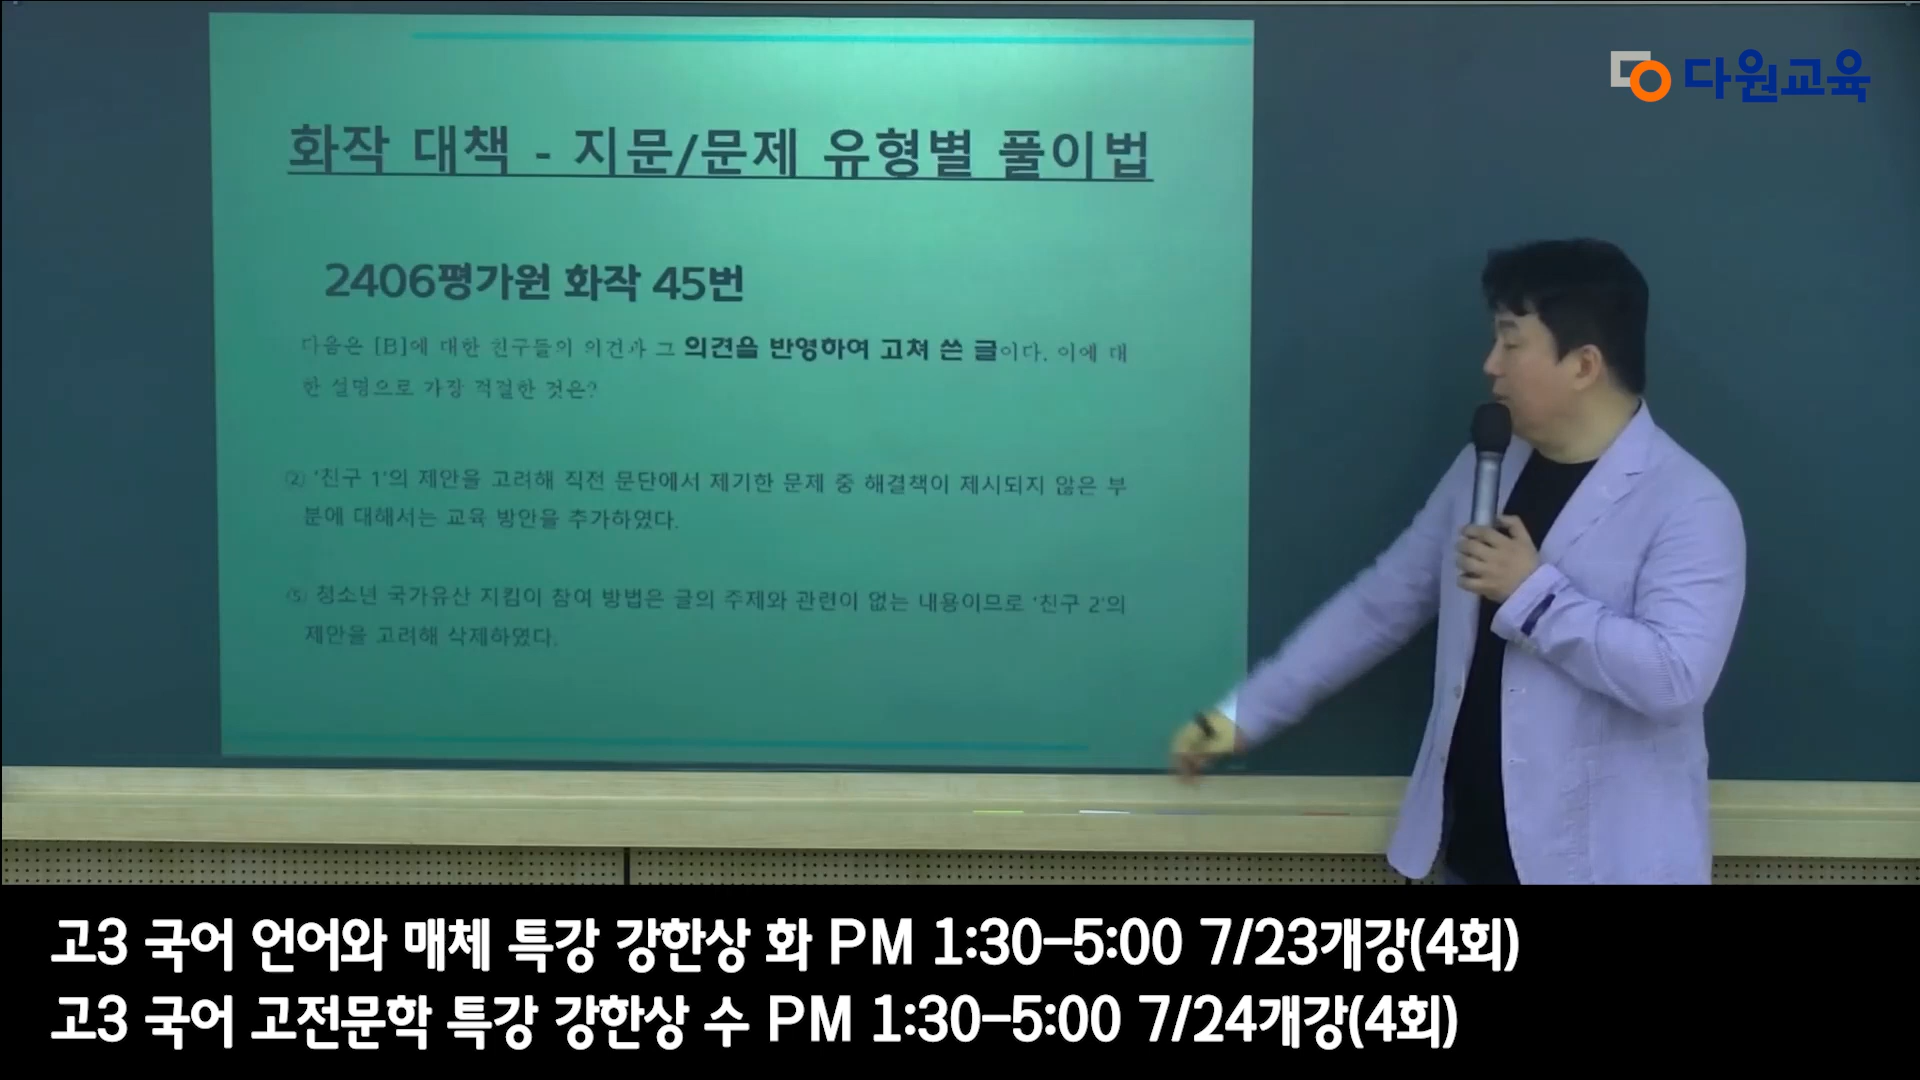 다원교육
화작 대책 - 지문/문제 유형별 풀이법
2406평가원 화작 45번
다음은 [B]에 대한 친구들의 의견과 그 의견을 반영하여 고쳐 쓴 글이다. 이에 대
한 설명으로 가장 적절한 것은?
② '친구 1'의 제안을 고려해 직전 문단에서 제기한 문제 중 해결책이 제시되지 않은 부
분에 대해서는 교육 방안을 추가하였다.
⑤ 청소년 국가유산 지킴이 참여 방법은 글의 주제와 관련이 없는 내용이므로 '친구 2'의
제안을 고려해 삭제하였다.
고3 국어 언어와 매체 특강 강한상 화 PM 1:30-5:00 7/23개강(4회)
고3 국어 고전문학 특강 강한상 수 PM 1:30-5:00 7/24개강(4회)